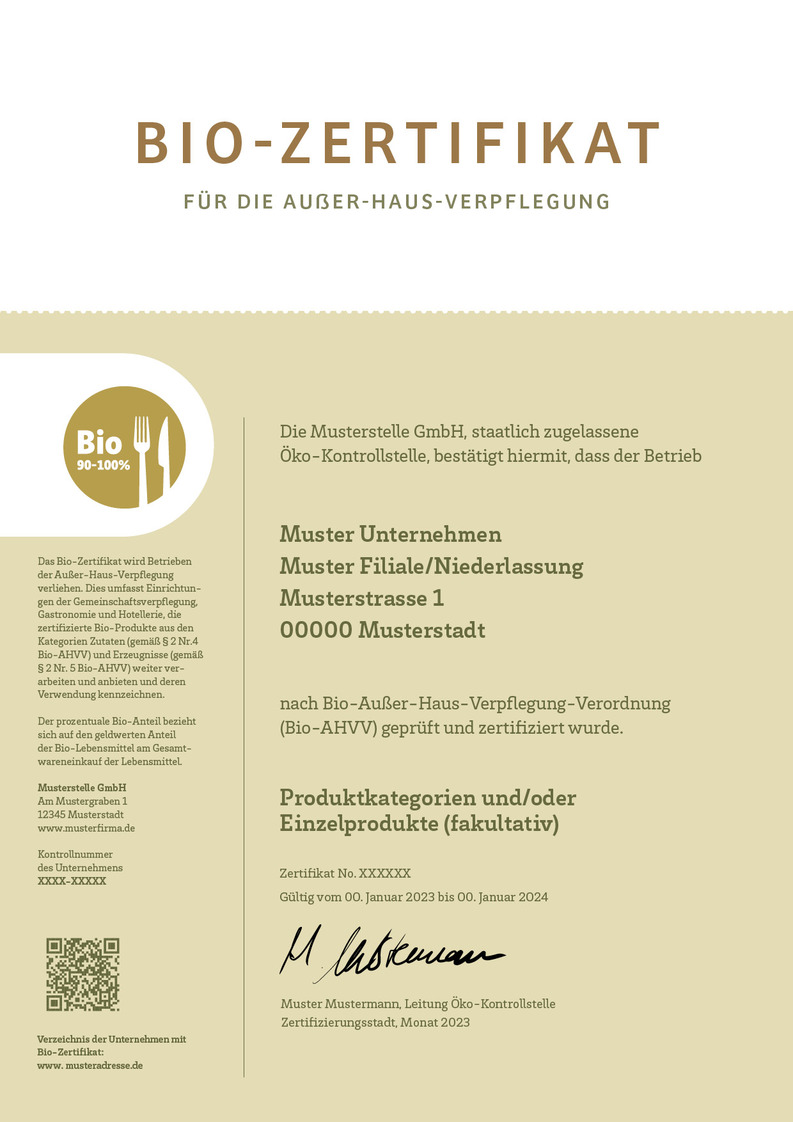 BIO-ZERTIFIKAT
FÜR DIE AUẞER-HAUS-VERPFLEGUNG
Bio
90-100%
Das Bio-Zertifikat wird Betrieben
der Außer-Haus-Verpflegung
verliehen. Dies umfasst Einrichtun-
gen der Gemeinschaftsverpflegung,
Gastronomie und Hotellerie, die
zertifizierte Bio-Produkte aus den
Kategorien Zutaten (gemäß § 2 Nr.4
Bio-AHVV) und Erzeugnisse (gemäß
§ 2 Nr. 5 Bio-AHVV) weiter ver-
arbeiten und anbieten und deren
Verwendung kennzeichnen.
Der prozentuale Bio-Anteil bezieht
sich auf den geldwerten Anteil
der Bio-Lebensmittel am Gesamt-
wareneinkauf der Lebensmittel.
Musterstelle GmbH
Am Mustergraben 1
12345 Musterstadt
www.musterfirma.de
Kontrollnummer
des Unternehmens
XXXX-XXXXX
Verzeichnis der Unternehmen mit
Bio-Zertifikat:
www. musteradresse.de
Die Musterstelle GmbH, staatlich zugelassene
Öko-Kontrollstelle, bestätigt hiermit, dass der Betrieb
Muster Unternehmen
Muster Filiale/Niederlassung
Musterstrasse 1
00000 Musterstadt
nach Bio-Außer-Haus-Verpflegung-Verordnung
(Bio-AHVV) geprüft und zertifiziert wurde.
Produktkategorien und/oder
Einzelprodukte (fakultativ)
Zertifikat No. XXXXXX
Gültig vom 00. Januar 2023 bis 00. Januar 2024
M. Mustermann
Muster Mustermann, Leitung Öko-Kontrollstelle
Zertifizierungsstadt, Monat 2023